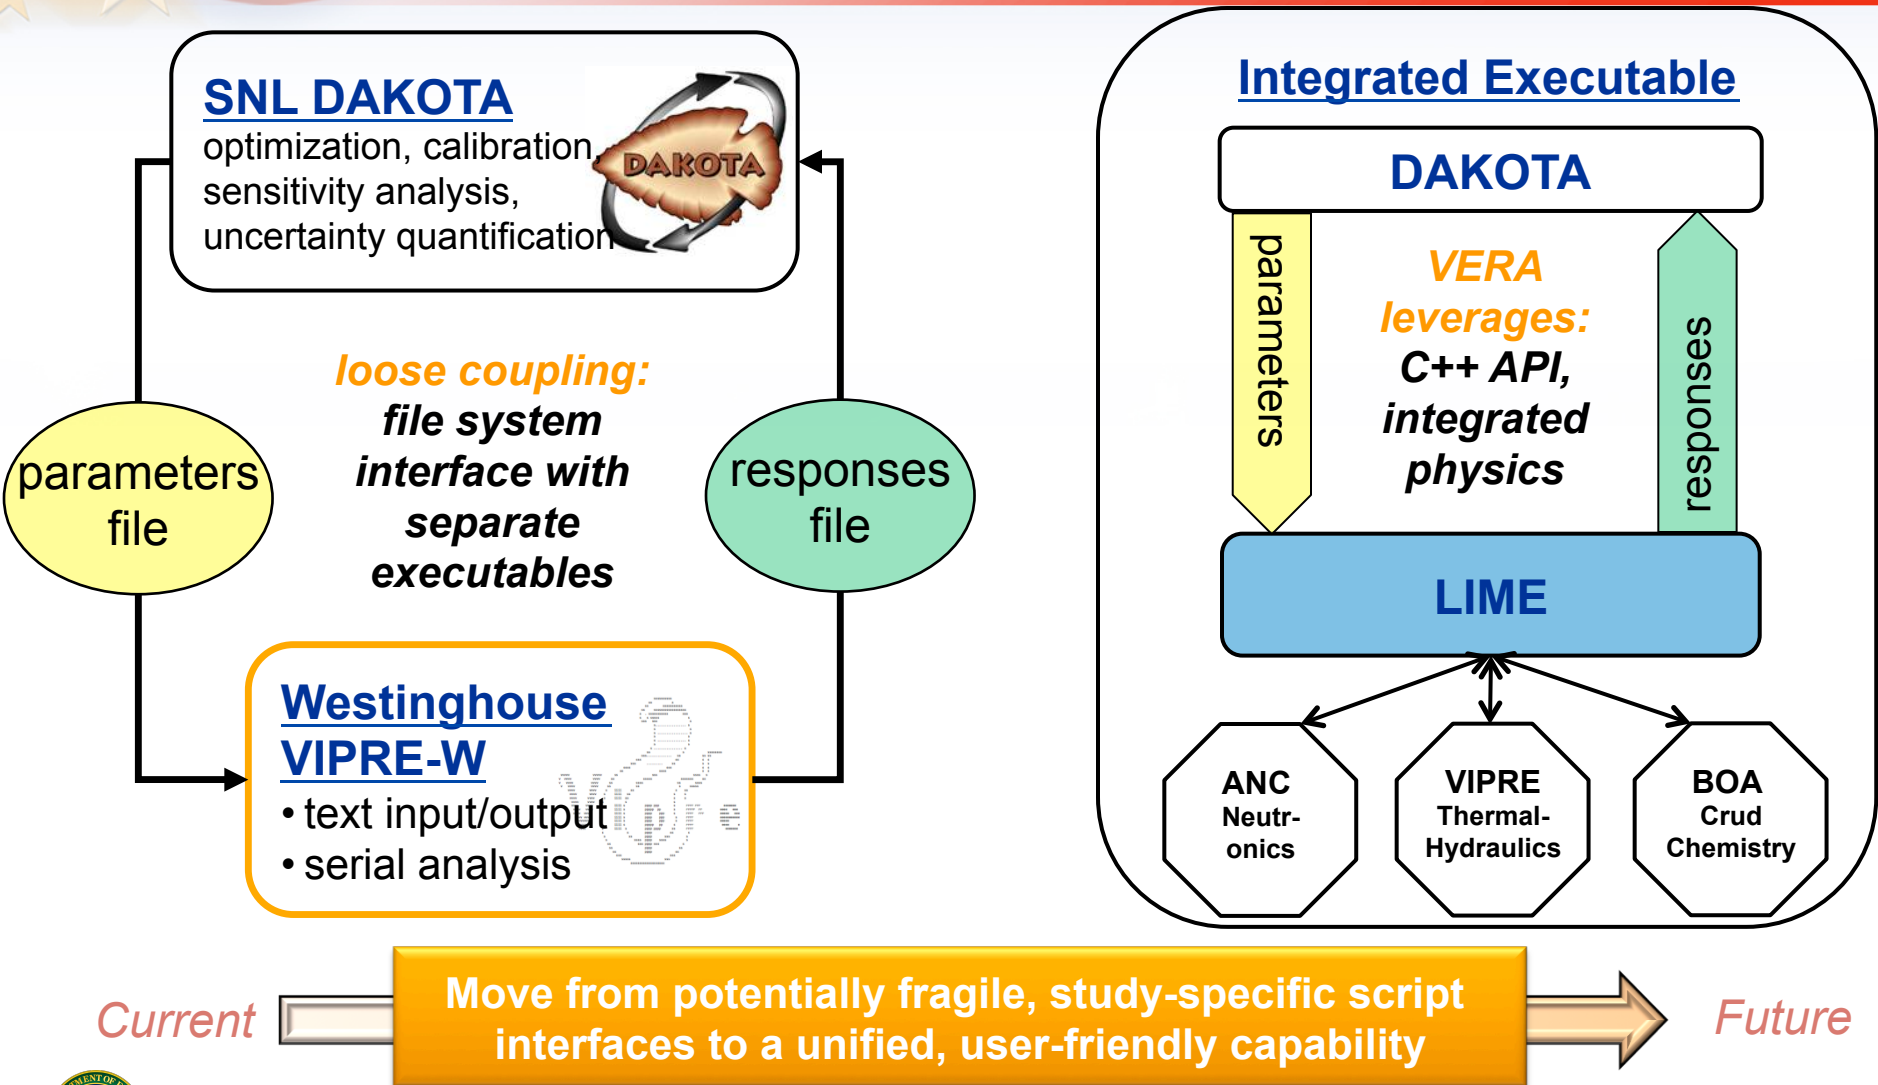 SNL DAKOTA
optimization, calibration,
sensitivity analysis,
uncertainty quantification
DAKOTA
loose coupling:
file system
interface with
separate
executables
parameters
file
responses
file
Westinghouse
VIPRE-W
• text input/output
• serial analysis
Integrated Executable
DAKOTA
parameters
VERA
leverages:
C++ API,
integrated
physics
responses
LIME
ANC
Neutr-
onics
VIPRE
Thermal-
Hydraulics
BOA
Crud
Chemistry
Current
Move from potentially fragile, study-specific script
interfaces to a unified, user-friendly capability
Future